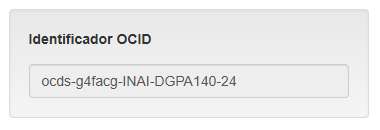 Identificador OCID
ocds-g4facg-INAI-DGPA140-24